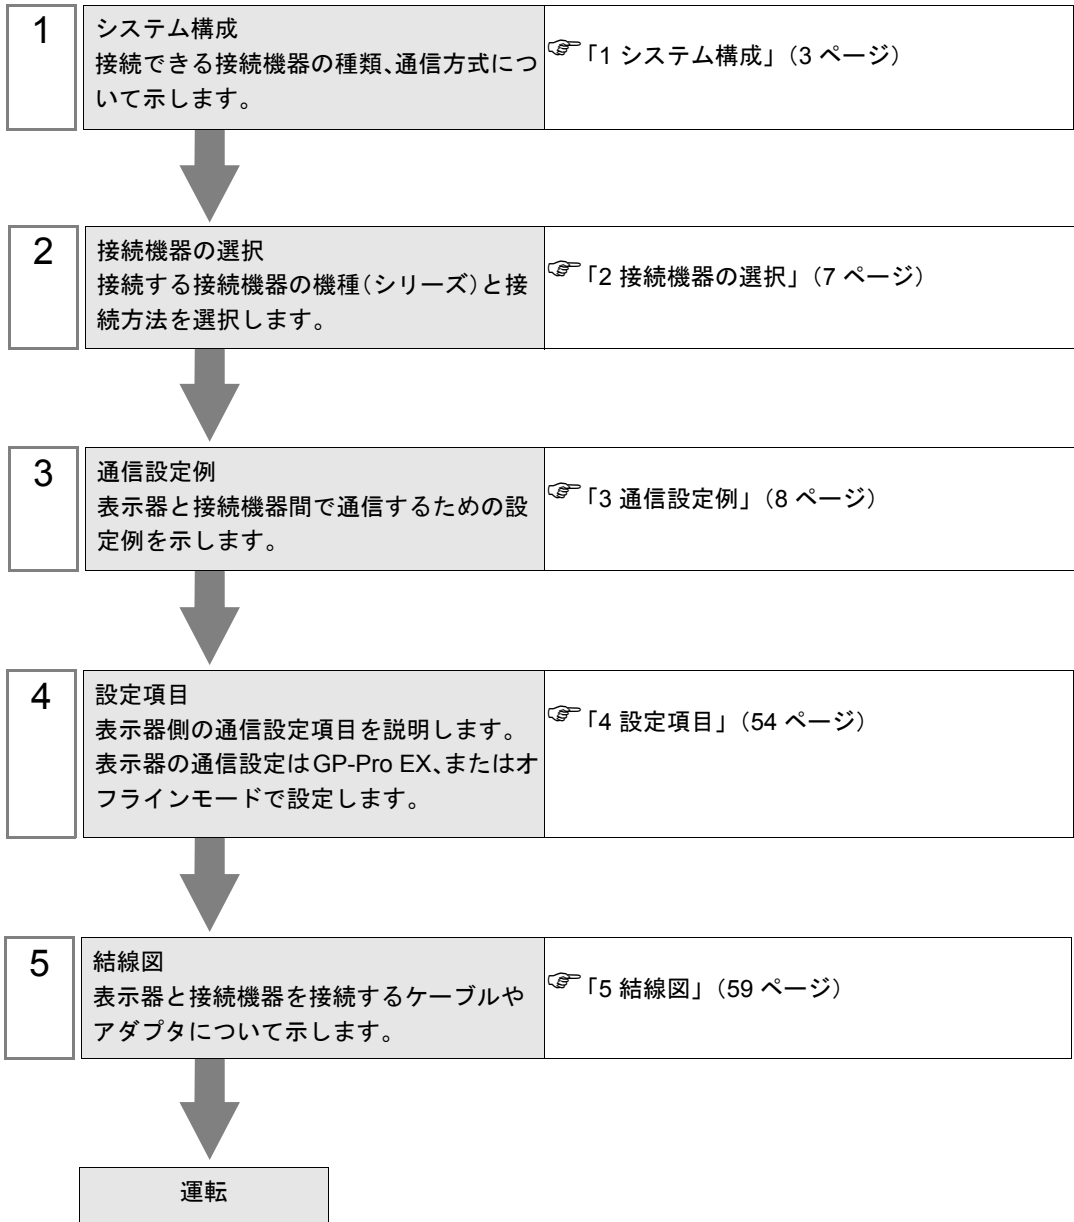 1
システム構成
接続できる接続機器の種類、通信方式につ
いて示します。
☞「1 システム構成」（3 ページ）
2
接続機器の選択
接続する接続機器の機種（シリーズ）と接
続方法を選択します。
☞「2 接続機器の選択」（7 ページ）
3
通信設定例
表示器と接続機器間で通信するための設
定例を示します。
☞「3 通信設定例」（8 ページ）
4
設定項目
表示器側の通信設定項目を説明します。
表示器の通信設定はGP-Pro EX、またはオ
フラインモードで設定します。
☞「4 設定項目」（54 ページ）
5
結線図
表示器と接続機器を接続するケーブルや
アダプタについて示します。
☞「5 結線図」（59 ページ）
運転